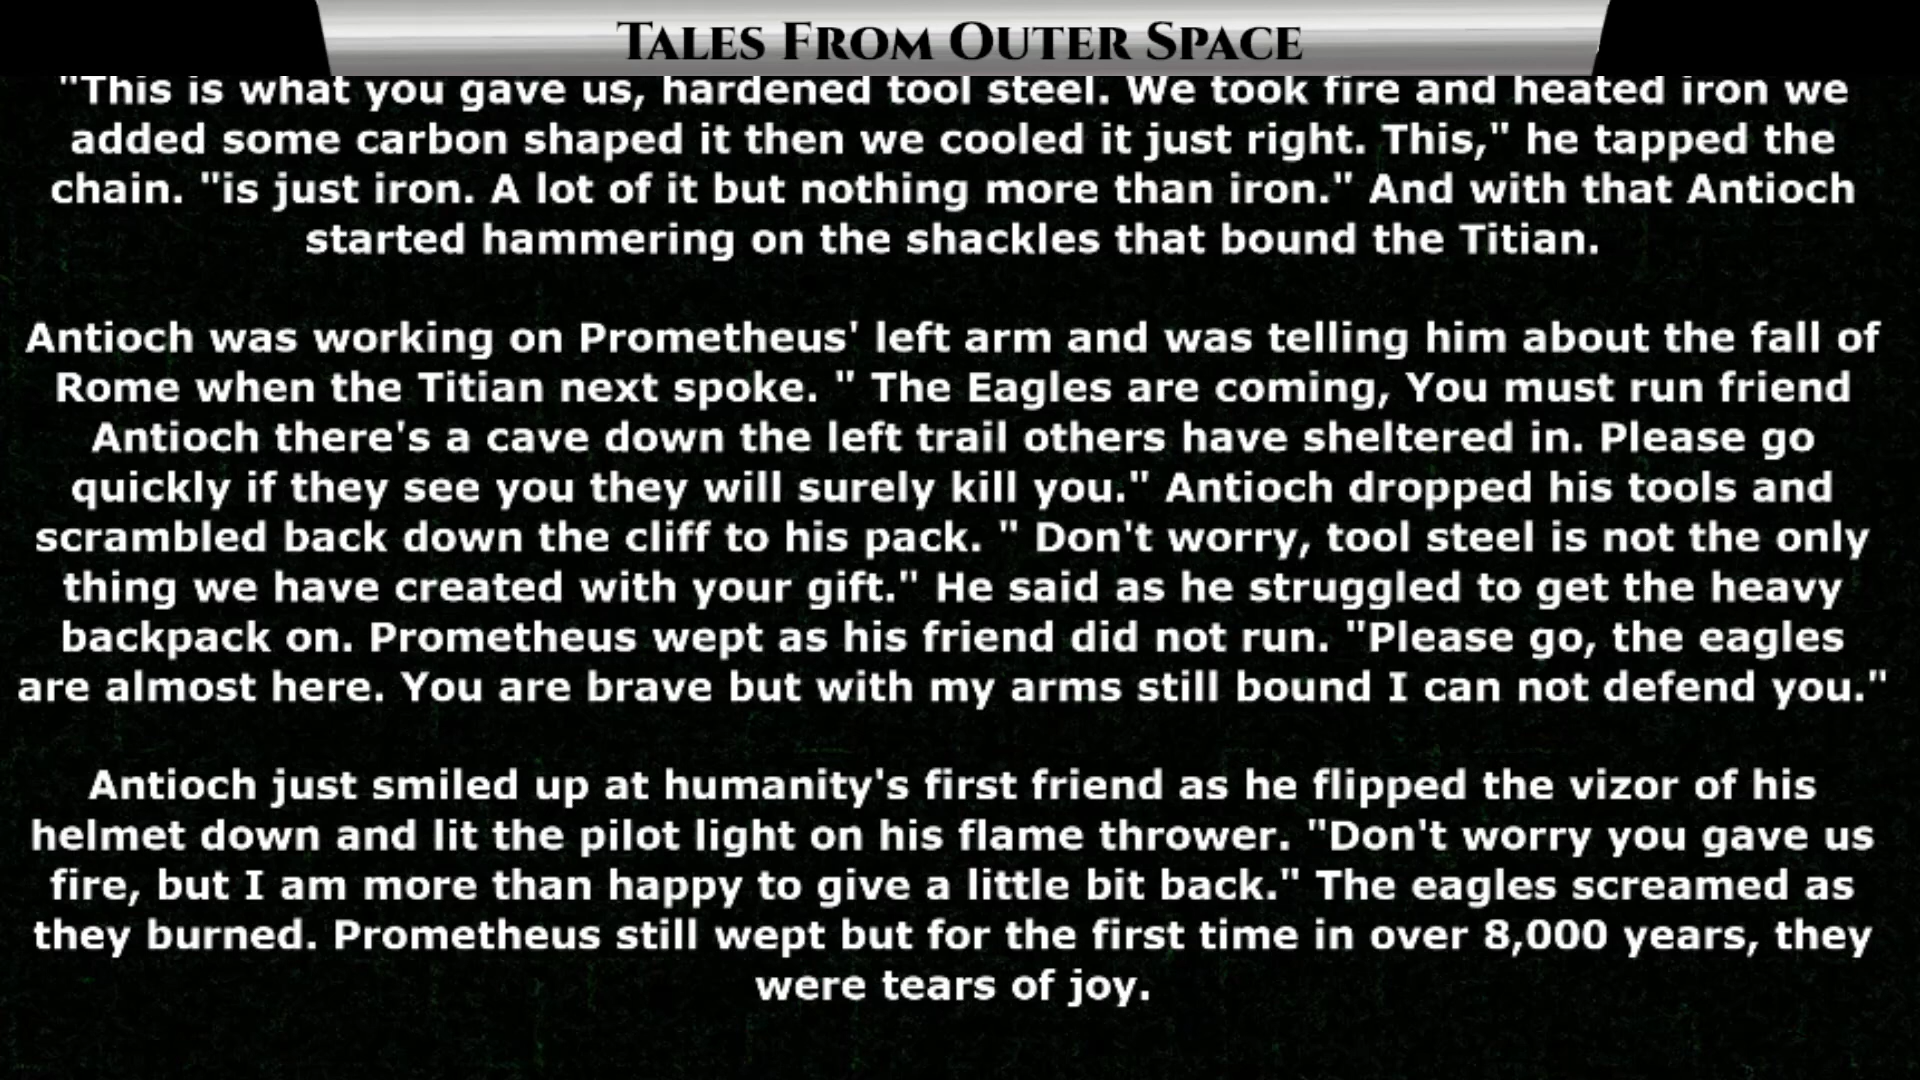 Tales From Outer Space
"This is what you gave us, hardened tool steel. We took fire and heated iron we
added some carbon shaped it then we cooled it just right. This," he tapped the
chain. "is just iron. A lot of it but nothing more than iron." And with that Antioch
started hammering on the shackles that bound the Titian.
Antioch was working on Prometheus' left arm and was telling him about the fall of
Rome when the Titian next spoke. " The Eagles are coming, You must run friend
Antioch there's a cave down the left trail others have sheltered in. Please go
quickly if they see you they will surely kill you." Antioch dropped his tools and
scrambled back down the cliff to his pack. " Don't worry, tool steel is not the only
thing we have created with your gift." He said as he struggled to get the heavy
backpack on. Prometheus wept as his friend did not run. "Please go, the eagles
are almost here. You are brave but with my arms still bound I can not defend you."
Antioch just smiled up at humanity's first friend as he flipped the vizor of his
helmet down and lit the pilot light on his flame thrower. "Don't worry you gave us
fire, but I am more than happy to give a little bit back." The eagles screamed as
they burned. Prometheus still wept but for the first time in over 8,000 years, they
were tears of joy.